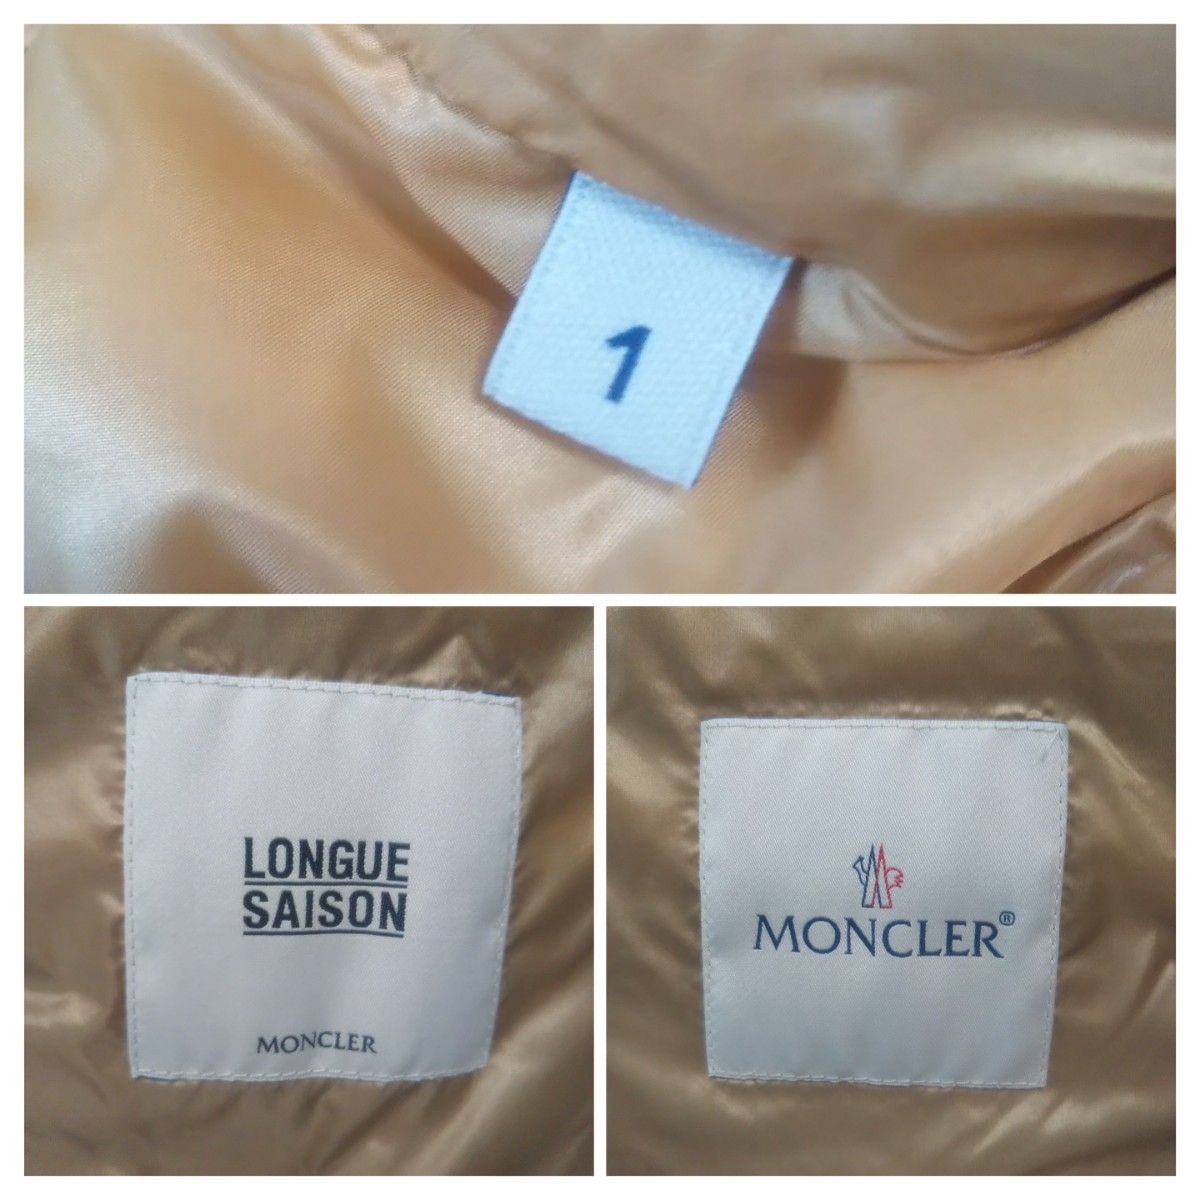 1
LONGUE
SAISON
MONCLER
MONCLER®